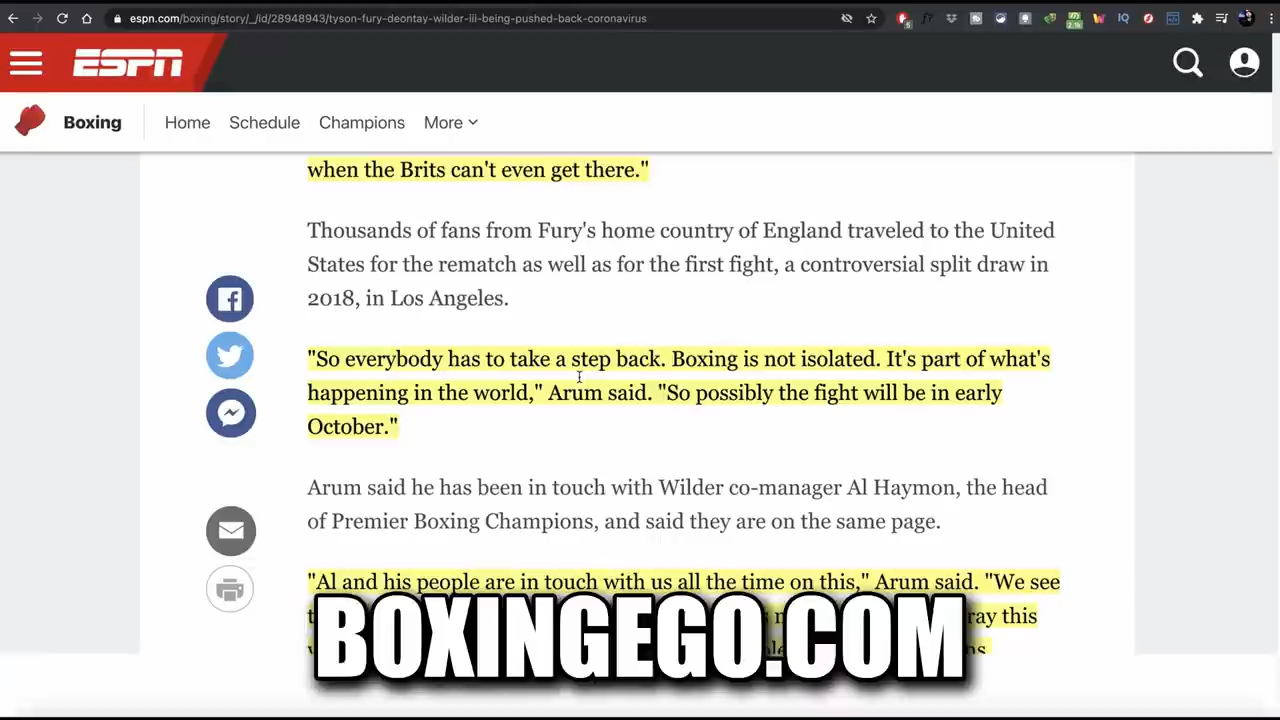 espn.com/boxing/story/_/id/28948943/tyson-fury-deontay-wilder-iii-being-pushed-back-coronavirus
ESPN
Boxing
Home
Schedule
Champions
More
when the Brits can't even get there."
Thousands of fans from Fury's home country of England traveled to the United
States for the rematch as well as for the first fight, a controversial split draw in
2018, in Los Angeles.
"So everybody has to take a step back. Boxing is not isolated. It's part of what's
happening in the world," Arum said. "So possibly the fight will be in early
October."
Arum said he has been in touch with Wilder co-manager Al Haymon, the head
of Premier Boxing Champions, and said they are on the same page.
"Al and his people are in touch with us all the time on this," Arum said. "We see
this
BOXINGEGO.COM